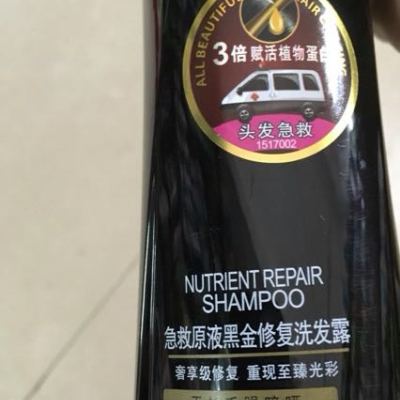 ALL BEAUTIFUL
3倍赋活植物蛋白
头发急救
1517002
NUTRIENT REPAIR
SHAMPOO
急救原液黑金修复洗发露
奢享级修复 重现至臻光彩